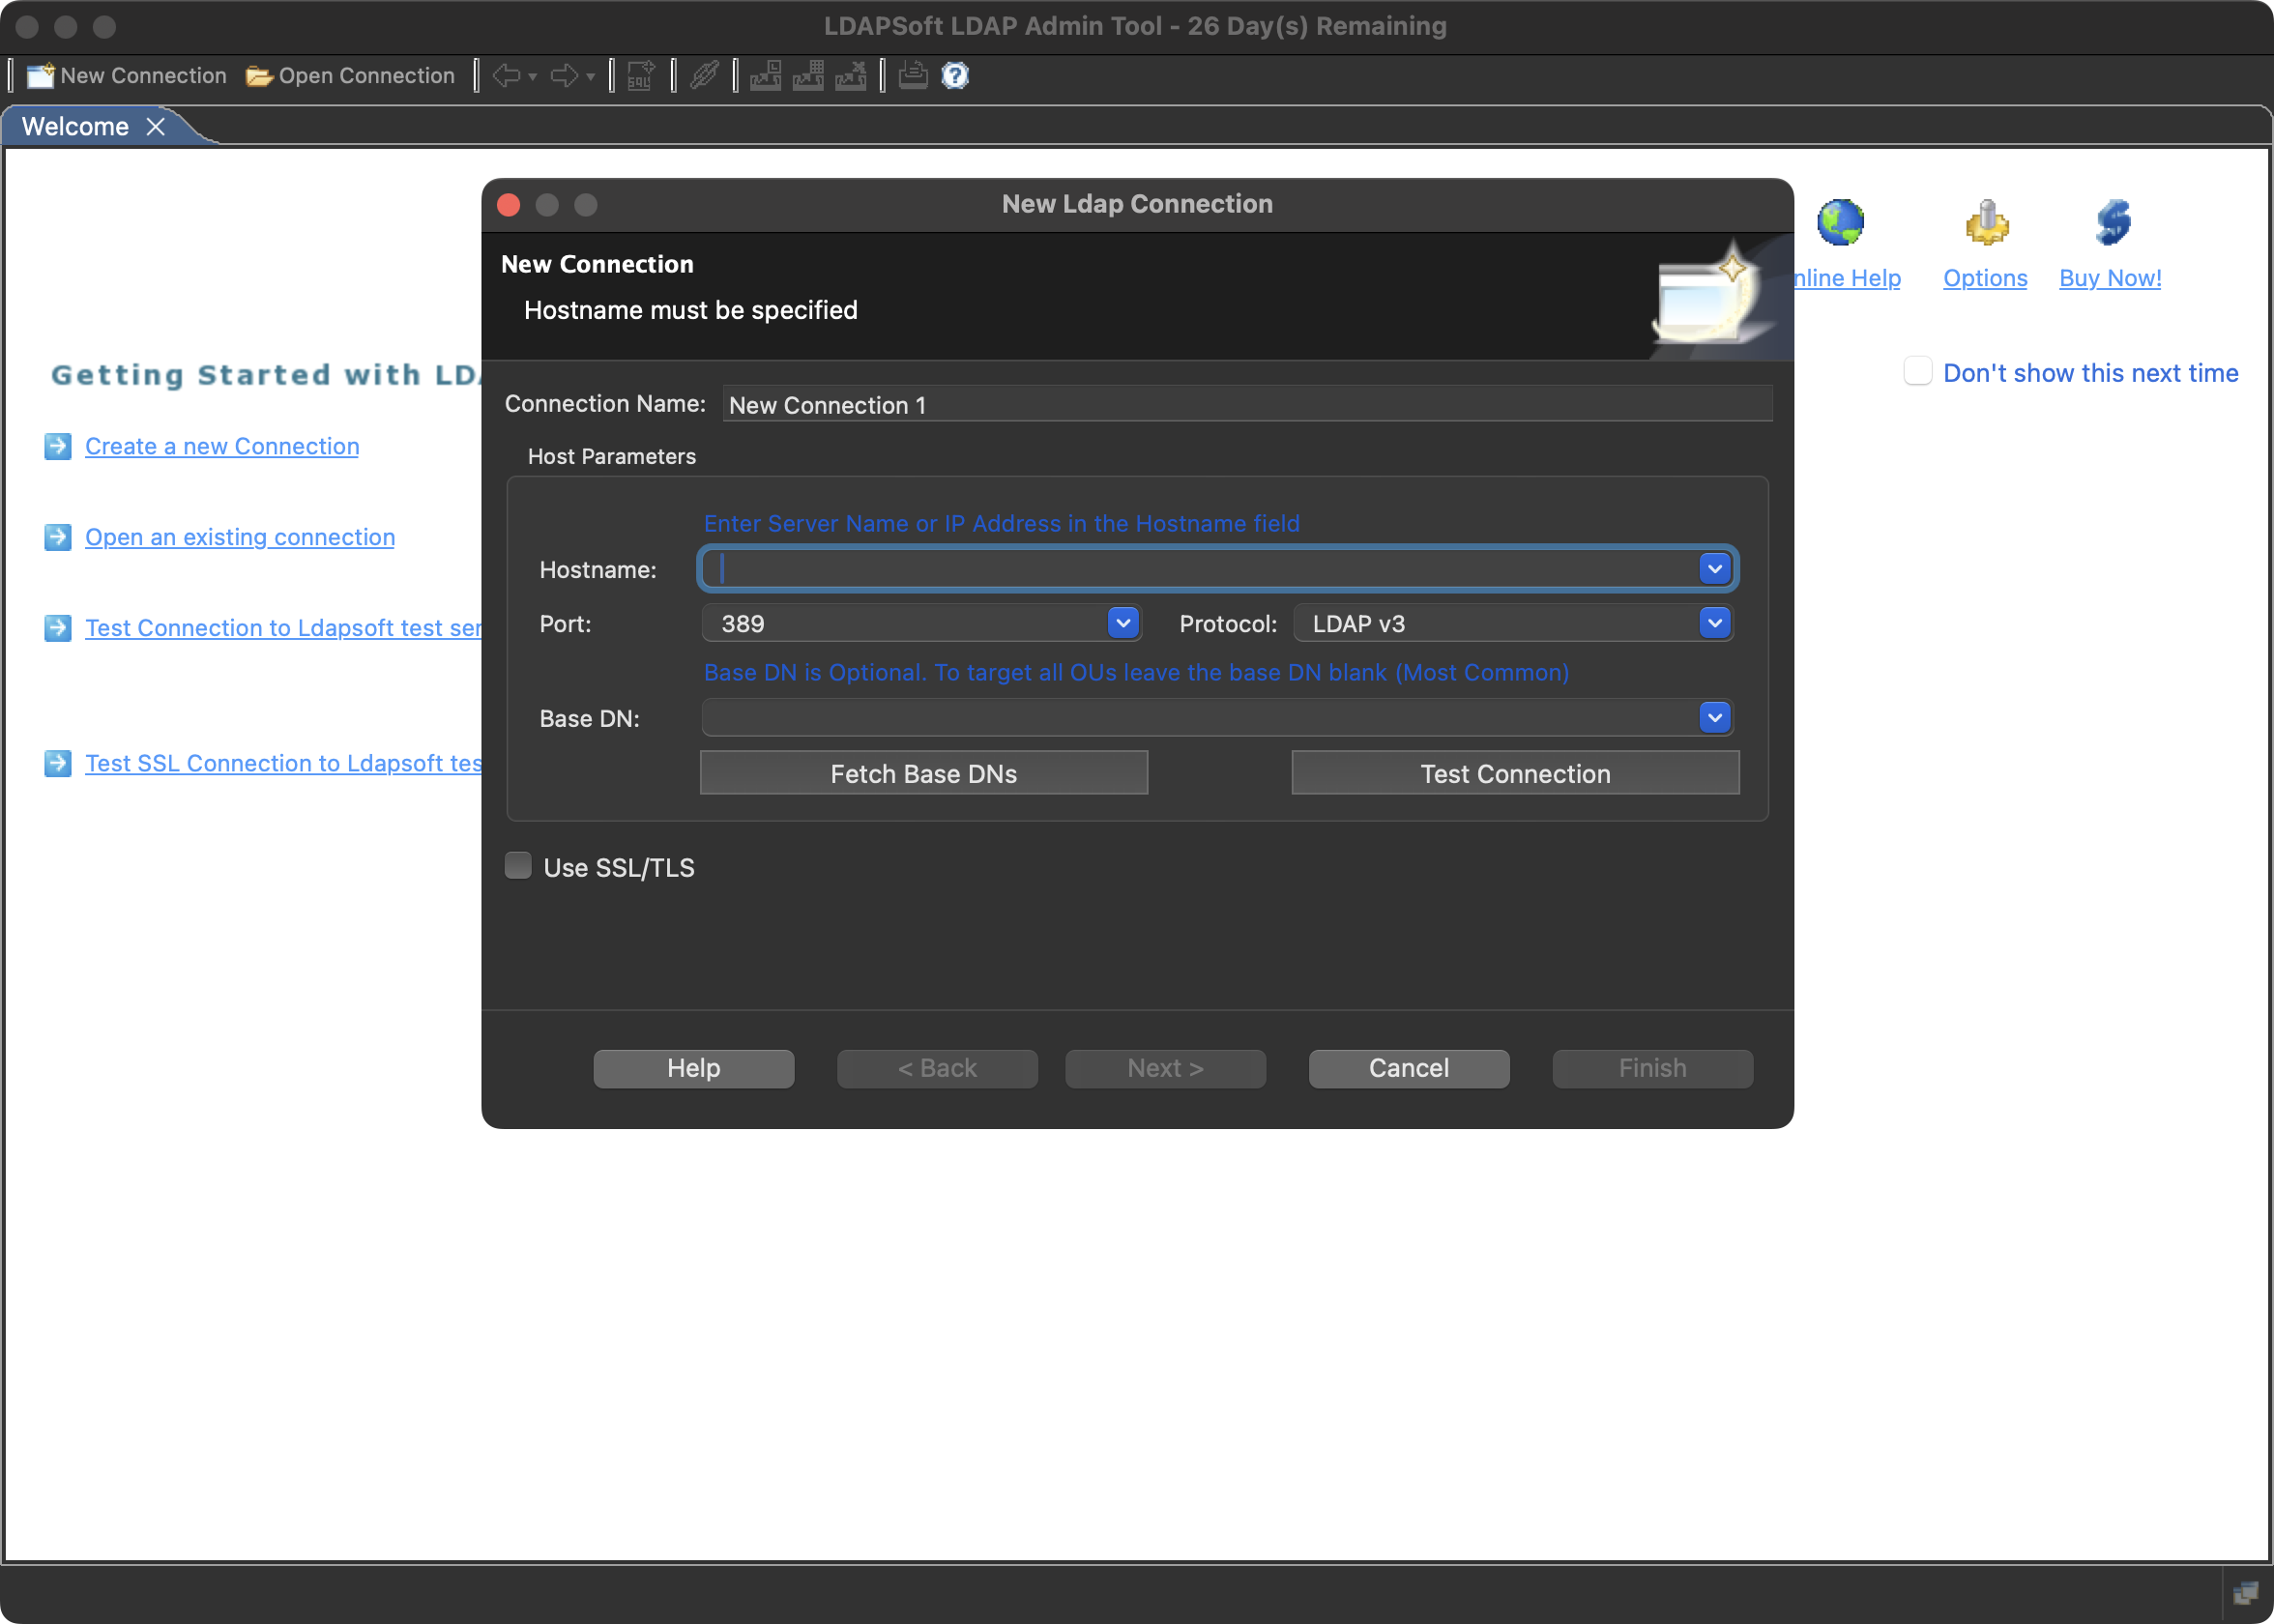 LDAPSoft LDAP Admin Tool - 26 Day(s) Remaining
New Connection Open Connection
Welcome
New Ldap Connection
New Connection
Hostname must be specified
nline Help Options Buy Now!
Getting Started with LD
Don't show this next time
Connection Name: New Connection 1
Create a new Connection
Host Parameters
Enter Server Name or IP Address in the Hostname field
Open an existing connection
Hostname:
Port: 389 Protocol: LDAP v3
Test Connection to Ldapsoft test ser
Base DN is Optional. To target all OUs leave the base DN blank (Most Common)
Base DN:
Test SSL Connection to Ldapsoft tes
Fetch Base DNs Test Connection
Use SSL/TLS
Help < Back Next > Cancel Finish